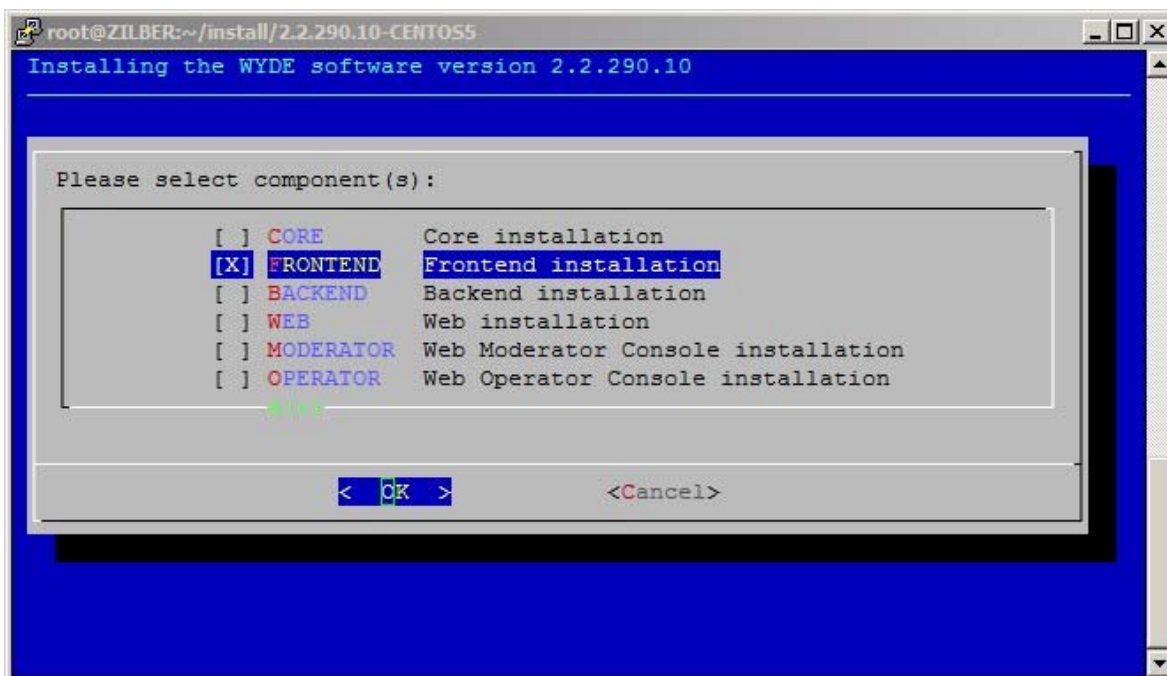 root@ZILBER:~/install/2.2.290.10-CENTOS5
Installing the WYDE software version 2.2.290.10
Please select component(s):
[ ] CORE Core installation
[X] FRONTEND Frontend installation
[ ] BACKEND Backend installation
[ ] WEB Web installation
[ ] MODERATOR Web Moderator Console installation
[ ] OPERATOR Web Operator Console installation
< OK > <Cancel>